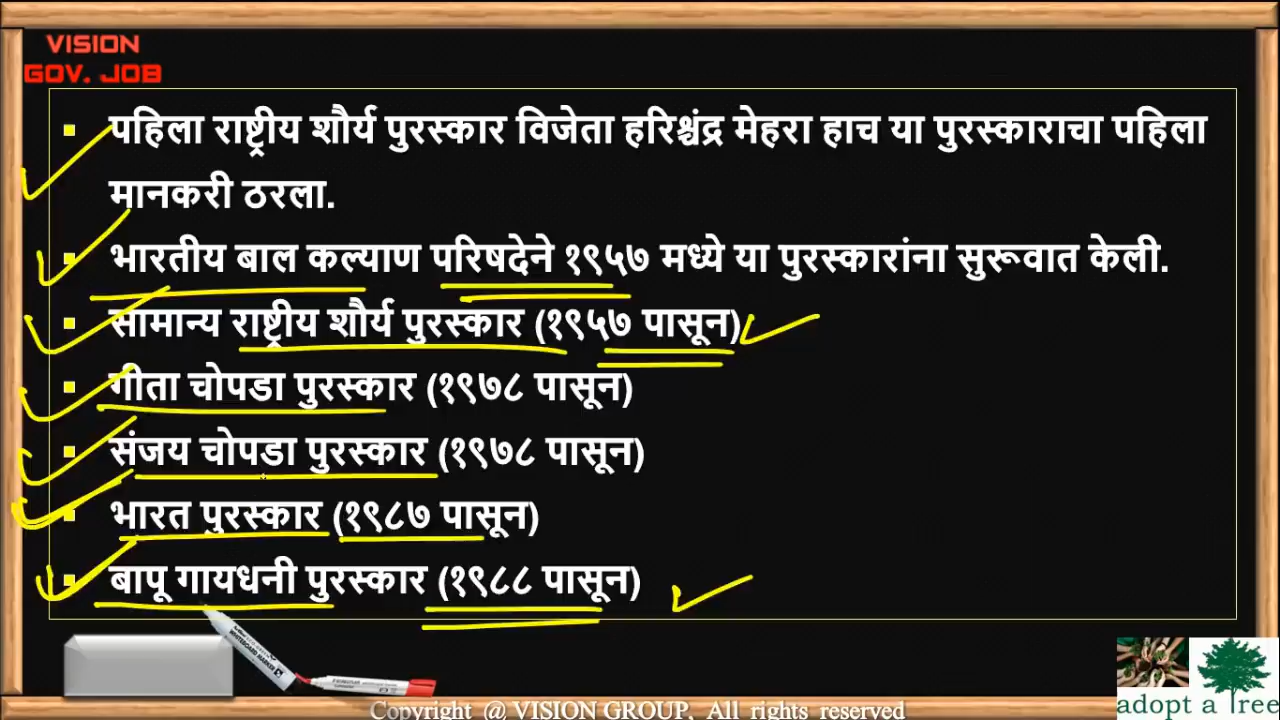 VISION
GOV. JOB
▪ पहिला राष्ट्रीय शौर्य पुरस्कार विजेता हरिश्चंद्र मेहरा हाच या पुरस्काराचा पहिला
मानकरी ठरला.
▪ भारतीय बाल कल्याण परिषदेने १९५७ मध्ये या पुरस्कारांना सुरूवात केली.
▪ सामान्य राष्ट्रीय शौर्य पुरस्कार (१९५७ पासून)
▪ गीता चोपडा पुरस्कार (१९७८ पासून)
▪ संजय चोपडा पुरस्कार (१९७८ पासून)
▪ भारत पुरस्कार (१९८७ पासून)
▪ बापू गायधनी पुरस्कार (१९८८ पासून)
WHITEBOARD MARKER
adopt a Tree
Copyright @ VISION GROUP, All rights reserved